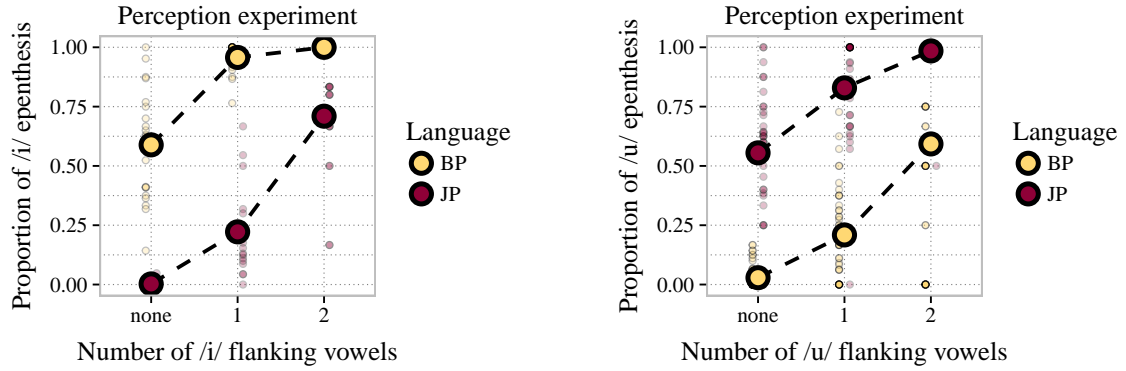 Perception experiment
Proportion of /i/ epenthesis
1.00
0.75
0.50
0.25
0.00
none 1 2
Number of /i/ flanking vowels
Language
BP
JP
Perception experiment
Proportion of /u/ epenthesis
1.00
0.75
0.50
0.25
0.00
none 1 2
Number of /u/ flanking vowels
Language
BP
JP